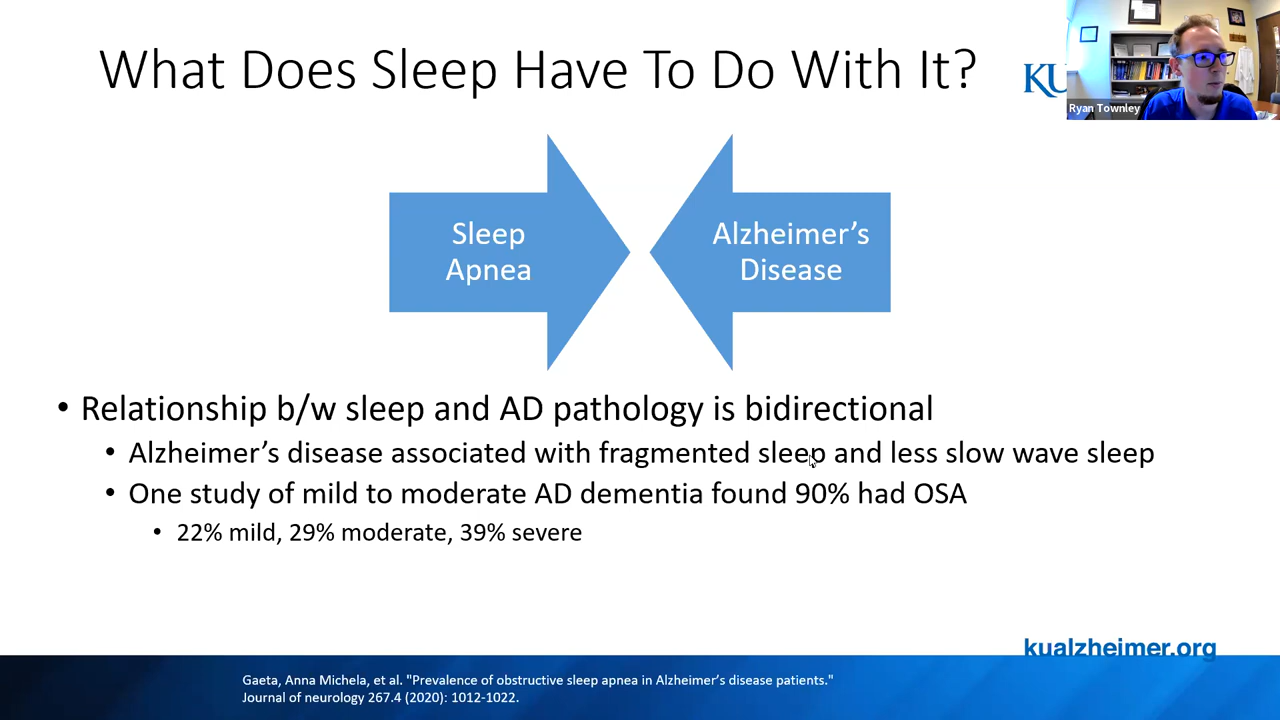 What Does Sleep Have To Do With It?
KU
Ryan Townley
Sleep
Apnea
Alzheimer’s
Disease
• Relationship b/w sleep and AD pathology is bidirectional
• Alzheimer’s disease associated with fragmented sleep and less slow wave sleep
• One study of mild to moderate AD dementia found 90% had OSA
• 22% mild, 29% moderate, 39% severe
kualzheimer.org
Gaeta, Anna Michela, et al. "Prevalence of obstructive sleep apnea in Alzheimer’s disease patients."
Journal of neurology 267.4 (2020): 1012-1022.